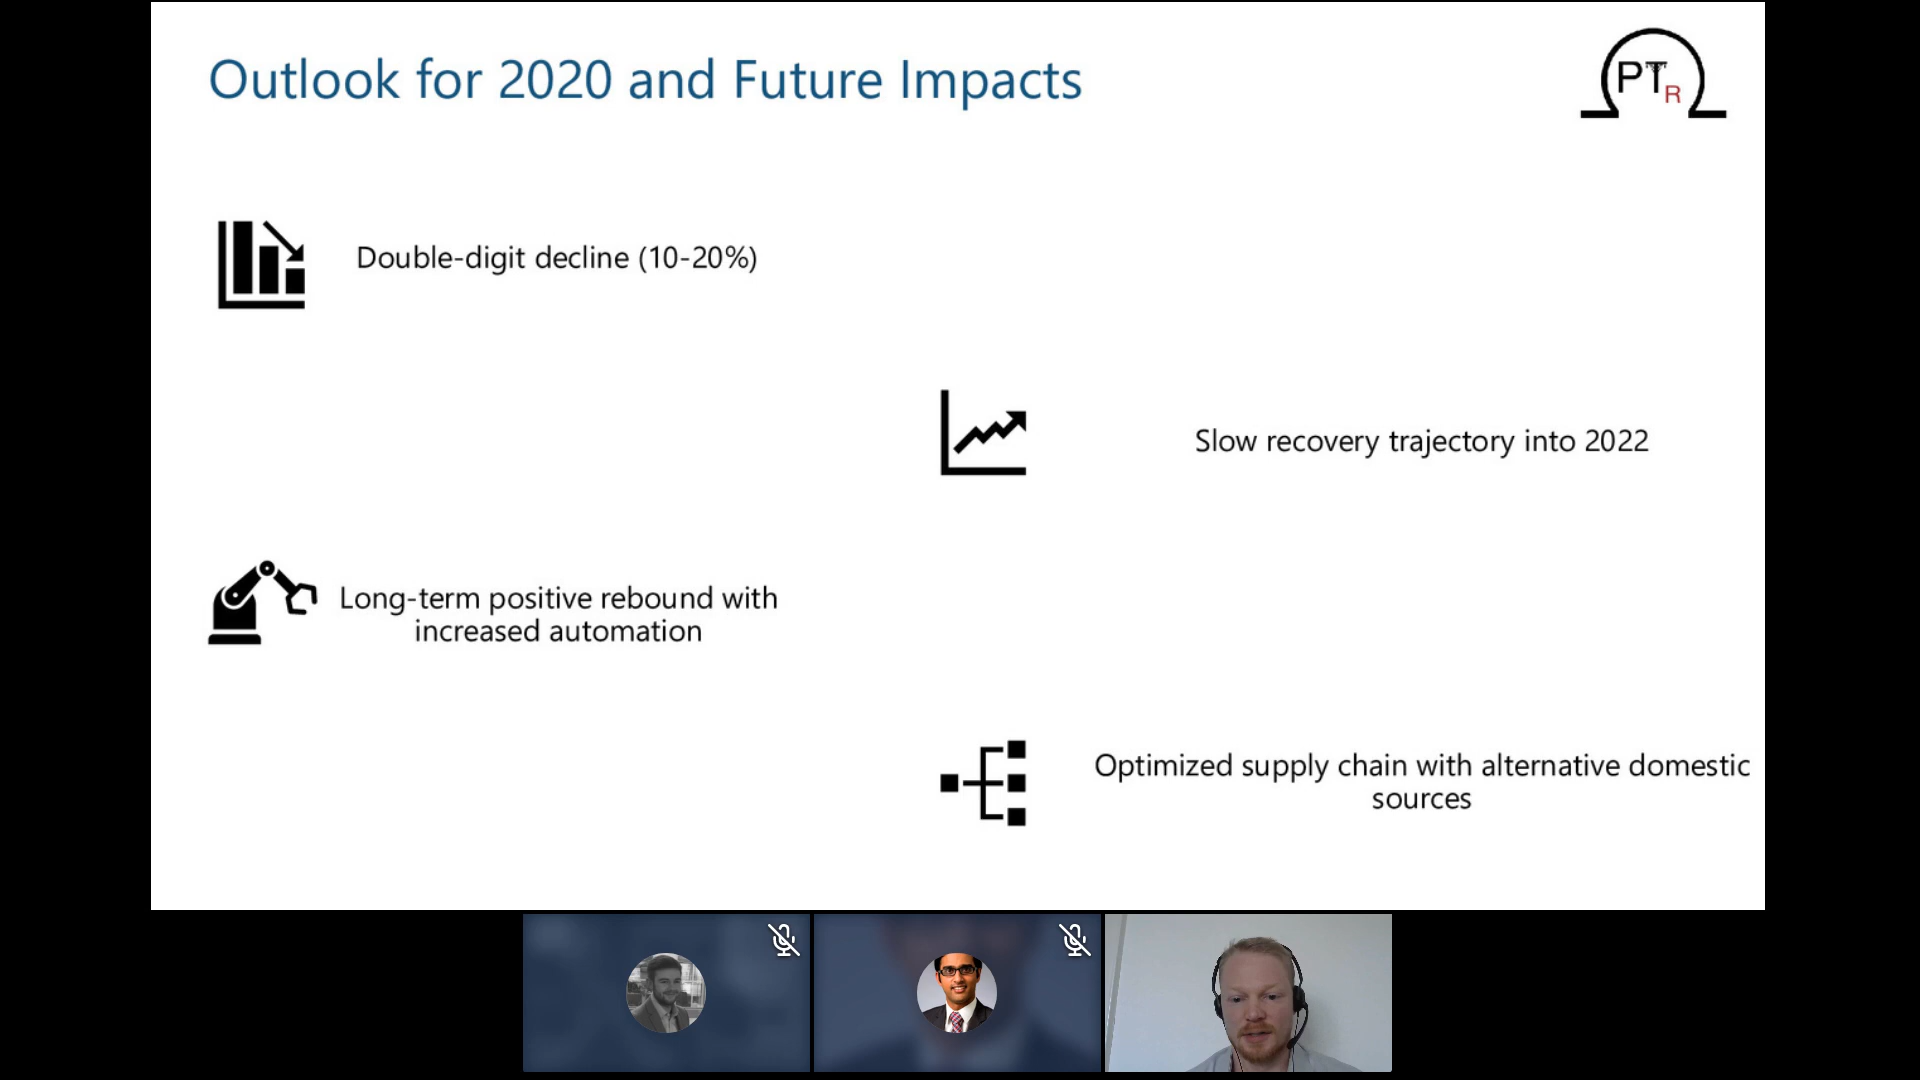 Outlook for 2020 and Future Impacts
PTR
Double-digit decline (10-20%)
Slow recovery trajectory into 2022
Long-term positive rebound with
increased automation
Optimized supply chain with alternative domestic
sources